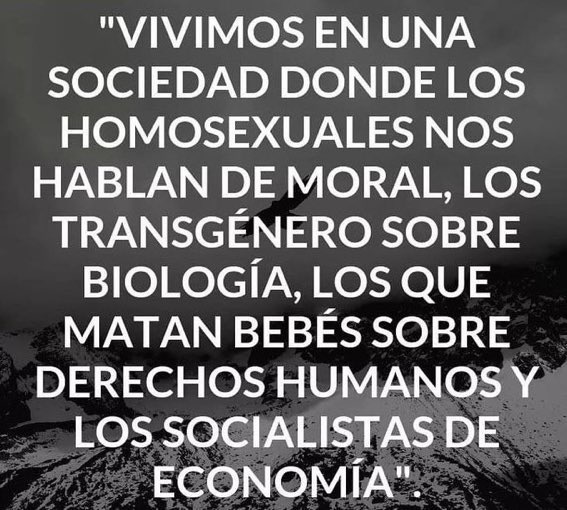 "VIVIMOS EN UNA
SOCIEDAD DONDE LOS
HOMOSEXUALES NOS
HABLAN DE MORAL, LOS
TRANSGÉNERO SOBRE
BIOLOGÍA, LOS QUE
MATAN BEBÉS SOBRE
DERECHOS HUMANOS Y
LOS SOCIALISTAS DE
ECONOMÍA".